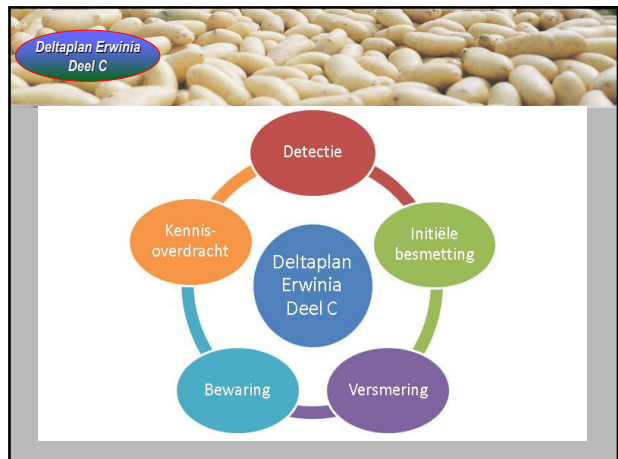 Deltaplan Erwinia
Deel C
Detectie
Kennis-
overdracht
Initiële
besmetting
Deltaplan
Erwinia
Deel C
Bewaring
Versmering